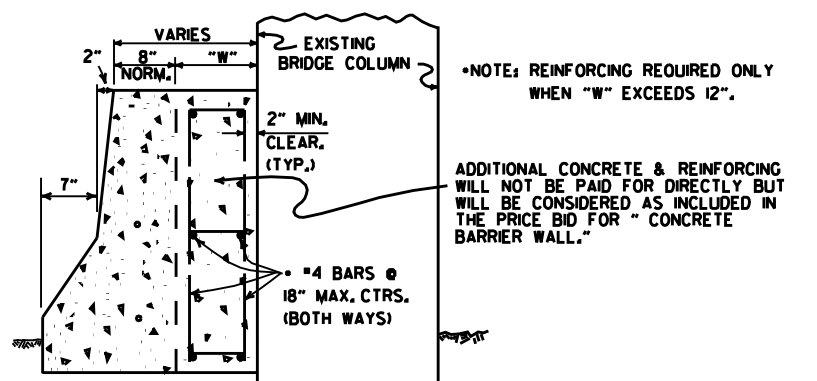 VARIES
2"
8"
"W"
NORM.
EXISTING
BRIDGE COLUMN
•NOTE: REINFORCING REQUIRED ONLY
WHEN "W" EXCEEDS 12".
2" MIN.
CLEAR.
(TYP.)
7"
ADDITIONAL CONCRETE & REINFORCING
WILL NOT BE PAID FOR DIRECTLY BUT
WILL BE CONSIDERED AS INCLUDED IN
THE PRICE BID FOR " CONCRETE
BARRIER WALL."
• #4 BARS @
18" MAX. CTRS.
(BOTH WAYS)